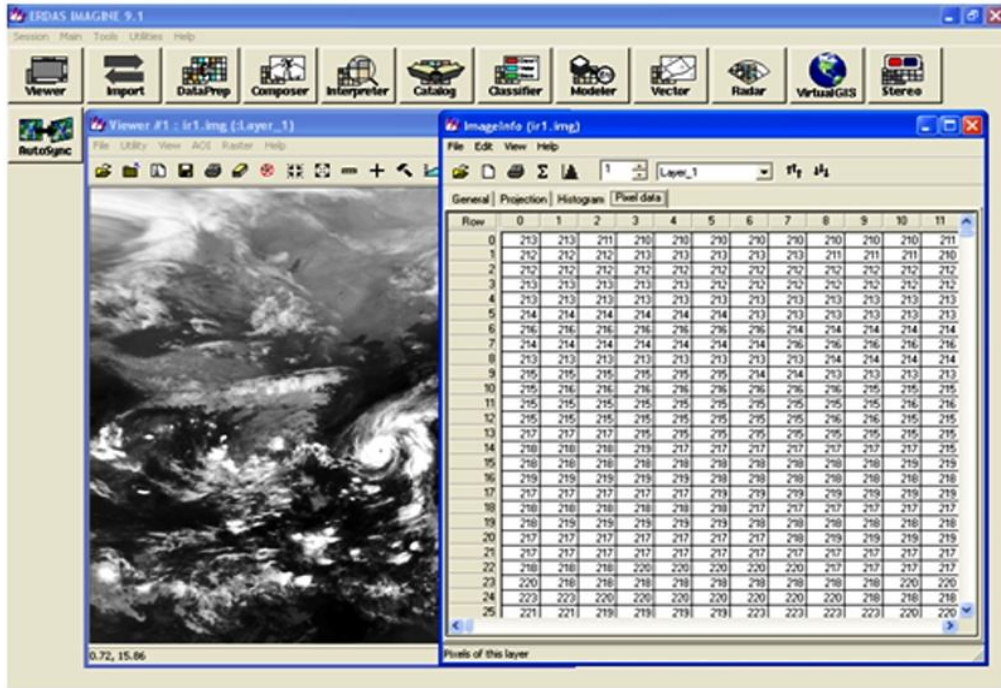 ERDAS IMAGINE 9.1
Session Main Tools Utilities Help
Viewer Import DataPrep Composer Interpreter Catalog Classifier Modeler Vector Radar VirtualGIS Stereo
AutoSync
Viewer #1 : ir1.img (:Layer_1)
File Utility View AOI Raster Help
0.72, 15.86
ImageInfo (ir1.img)
File Edit View Help
1 Layer_1
General Projection Histogram Pixel data
Row 0 1 2 3 4 5 6 7 8 9 10 11
0 213 213 211 210 210 210 210 210 210 210 210 211
1 212 212 212 213 213 213 213 213 211 211 211 210
2 212 212 212 212 212 212 212 212 212 212 212 212
3 213 213 213 213 213 212 212 212 212 212 212 212
4 213 213 213 213 213 213 213 213 213 213 213 213
5 214 214 214 214 214 214 213 213 213 213 213 213
6 216 216 216 216 216 216 216 214 214 214 214 214
7 214 214 214 214 214 214 214 216 216 216 216 216
8 213 213 213 213 213 213 213 213 214 214 214 214
9 215 215 215 215 215 215 214 214 213 213 213 213
10 215 216 216 216 216 216 216 216 216 215 215 215
11 215 215 215 215 215 215 215 215 215 215 216 216
12 215 215 215 215 215 215 215 215 216 216 215 215
13 217 217 217 215 215 215 215 215 215 215 215 215
14 218 218 218 219 217 217 217 217 217 217 217 215
15 218 218 218 218 218 218 218 218 218 218 219 219
16 219 219 219 218 218 219 218 218 218 218 218 218
17 217 217 217 217 217 219 219 219 219 219 219 219
18 218 218 218 218 218 218 218 217 217 217 218 218
19 218 219 219 219 219 219 218 218 218 218 218 218
20 217 217 217 217 217 217 217 218 219 219 219 219
21 217 217 217 217 217 217 217 217 217 217 217 217
22 218 218 218 220 220 220 220 220 217 217 217 217
23 220 218 218 218 218 218 218 218 218 218 220 220
24 223 223 220 220 220 220 220 220 220 218 218 218
25 221 221 219 219 219 219 223 223 223 223 220 220
Pixels of this layer